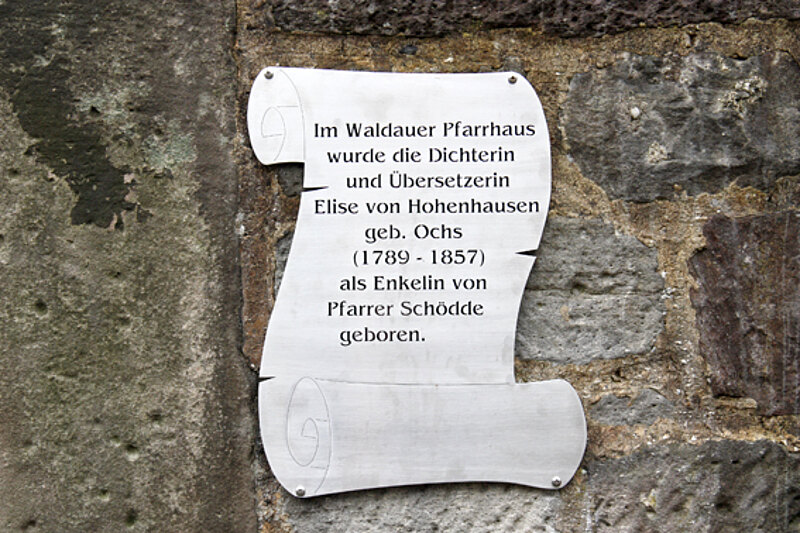 Im Waldauer Pfarrhaus
wurde die Dichterin
und Übersetzerin
Elise von Hohenhausen
geb. Ochs
(1789 - 1857)
als Enkelin von
Pfarrer Schödde
geboren.